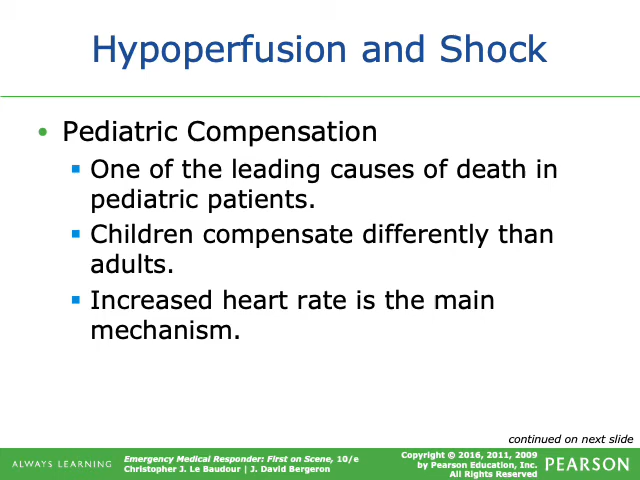 Hypoperfusion and Shock
• Pediatric Compensation
▪ One of the leading causes of death in
pediatric patients.
▪ Children compensate differently than
adults.
▪ Increased heart rate is the main
mechanism.
continued on next slide
ALWAYS LEARNING
Emergency Medical Responder: First on Scene, 10/e
Christopher J. Le Baudour | J. David Bergeron
Copyright © 2016, 2011, 2009
by Pearson Education, Inc.
All Rights Reserved
PEARSON